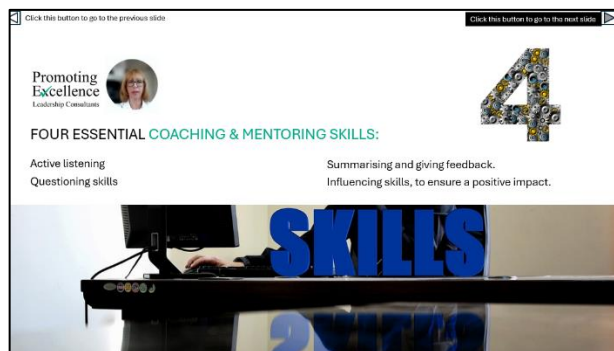 Click this button to go to the previous slide
Click this button to go to the next slide
Promoting
Excellence
Leadership Consultants
4
FOUR ESSENTIAL COACHING & MENTORING SKILLS:
Active listening
Questioning skills
Summarising and giving feedback.
Influencing skills, to ensure a positive impact.
SKILLS